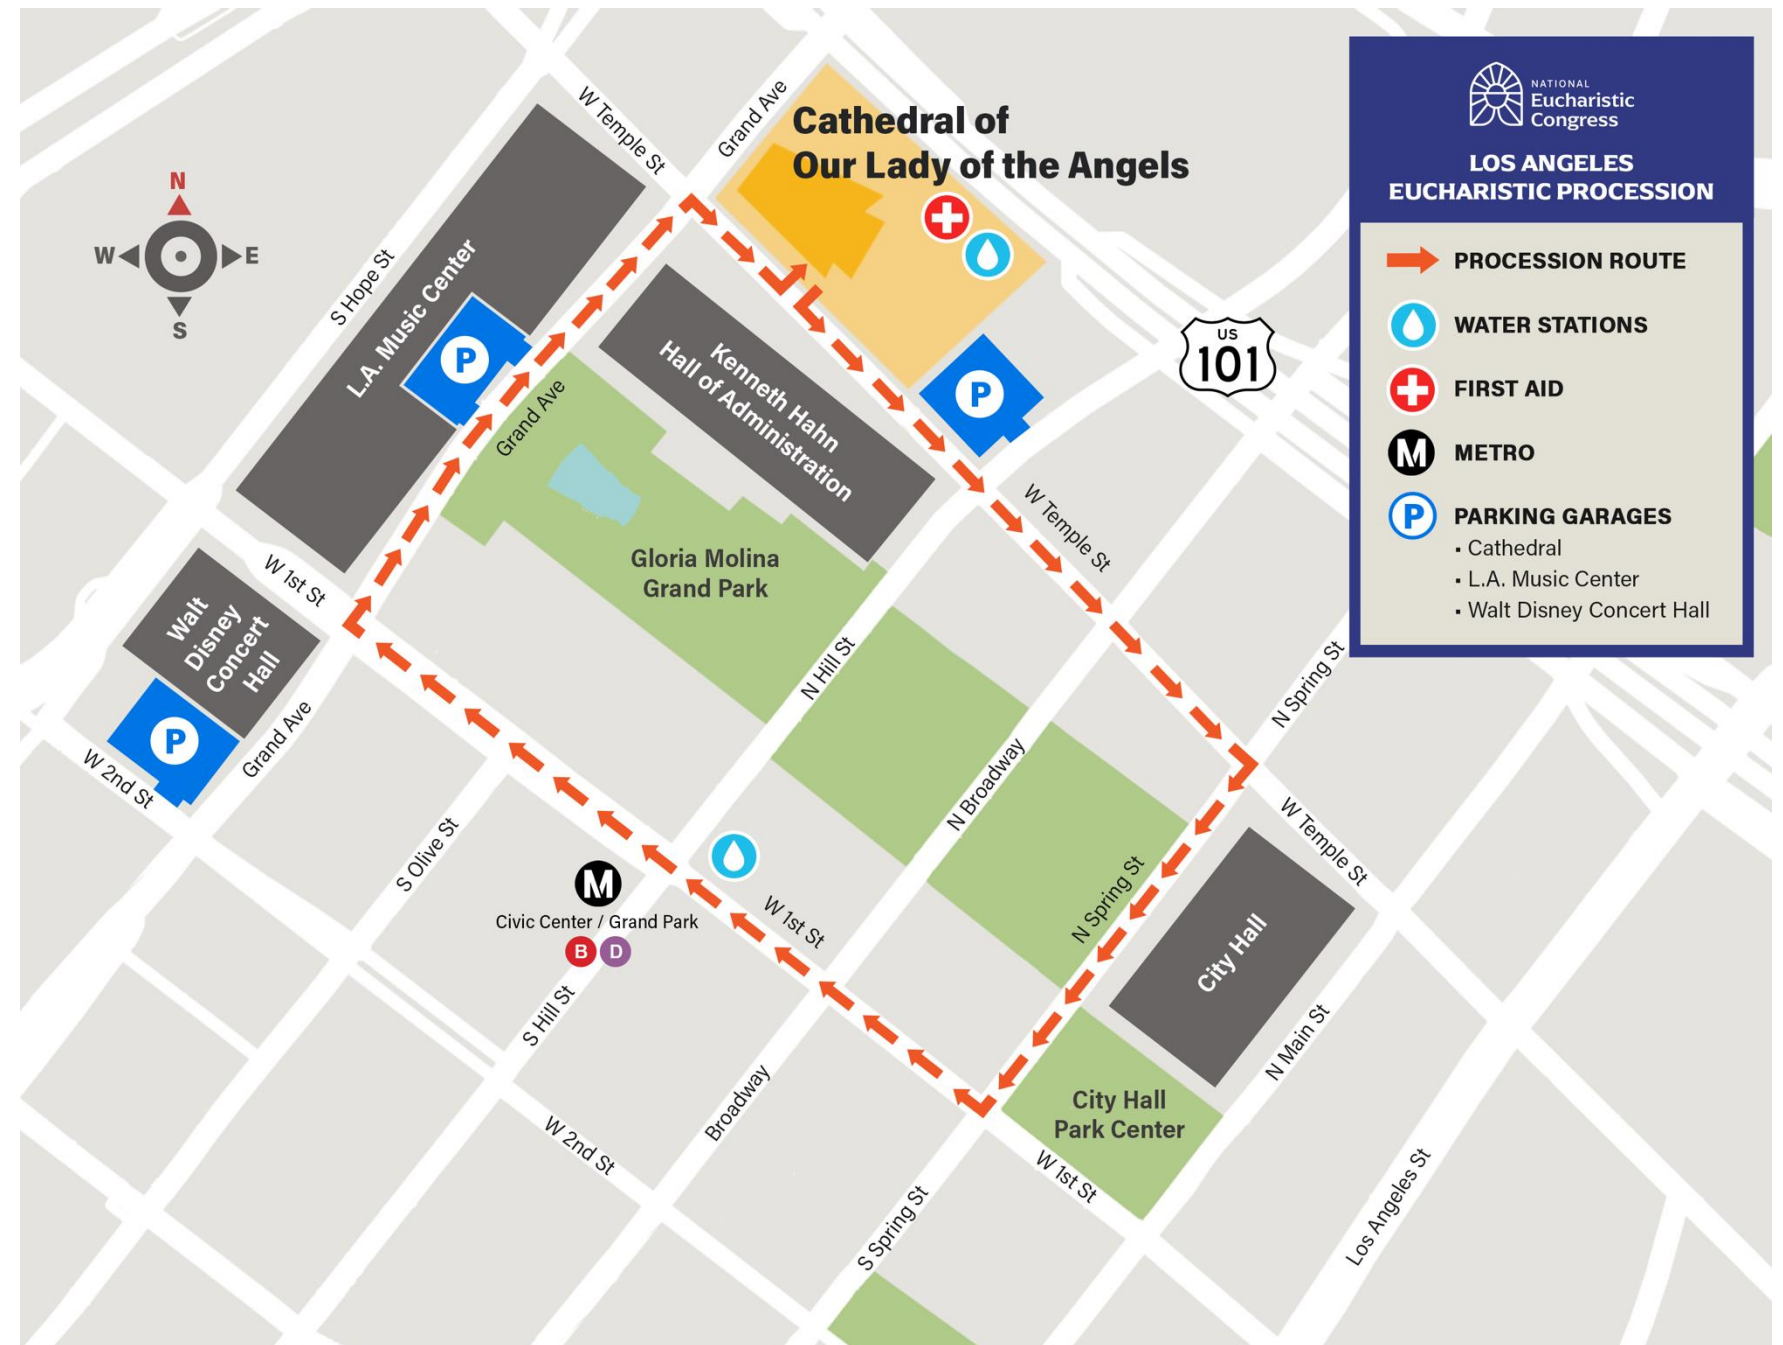 NATIONAL
Eucharistic
Congress
LOS ANGELES
EUCHARISTIC PROCESSION
PROCESSION ROUTE
WATER STATIONS
FIRST AID
M
METRO
P
PARKING GARAGES
▪ Cathedral
▪ L.A. Music Center
▪ Walt Disney Concert Hall
W Temple St
Grand Ave
Cathedral of
Our Lady of the Angels
N
W
E
S
S Hope St
L.A. Music Center
P
Kenneth Hahn
Hall of Administration
US
101
P
Grand Ave
W Temple St
Gloria Molina
Grand Park
W 1st St
Walt
Disney
Concert
Hall
P
Grand Ave
W 2nd St
N Hill St
N Spring St
N Broadway
W Temple St
S Olive St
M
Civic Center / Grand Park
B
D
W 1st St
N Spring St
City Hall
S Hill St
N Main St
Broadway
City Hall
Park Center
W 2nd St
W 1st St
S Spring St
Los Angeles St